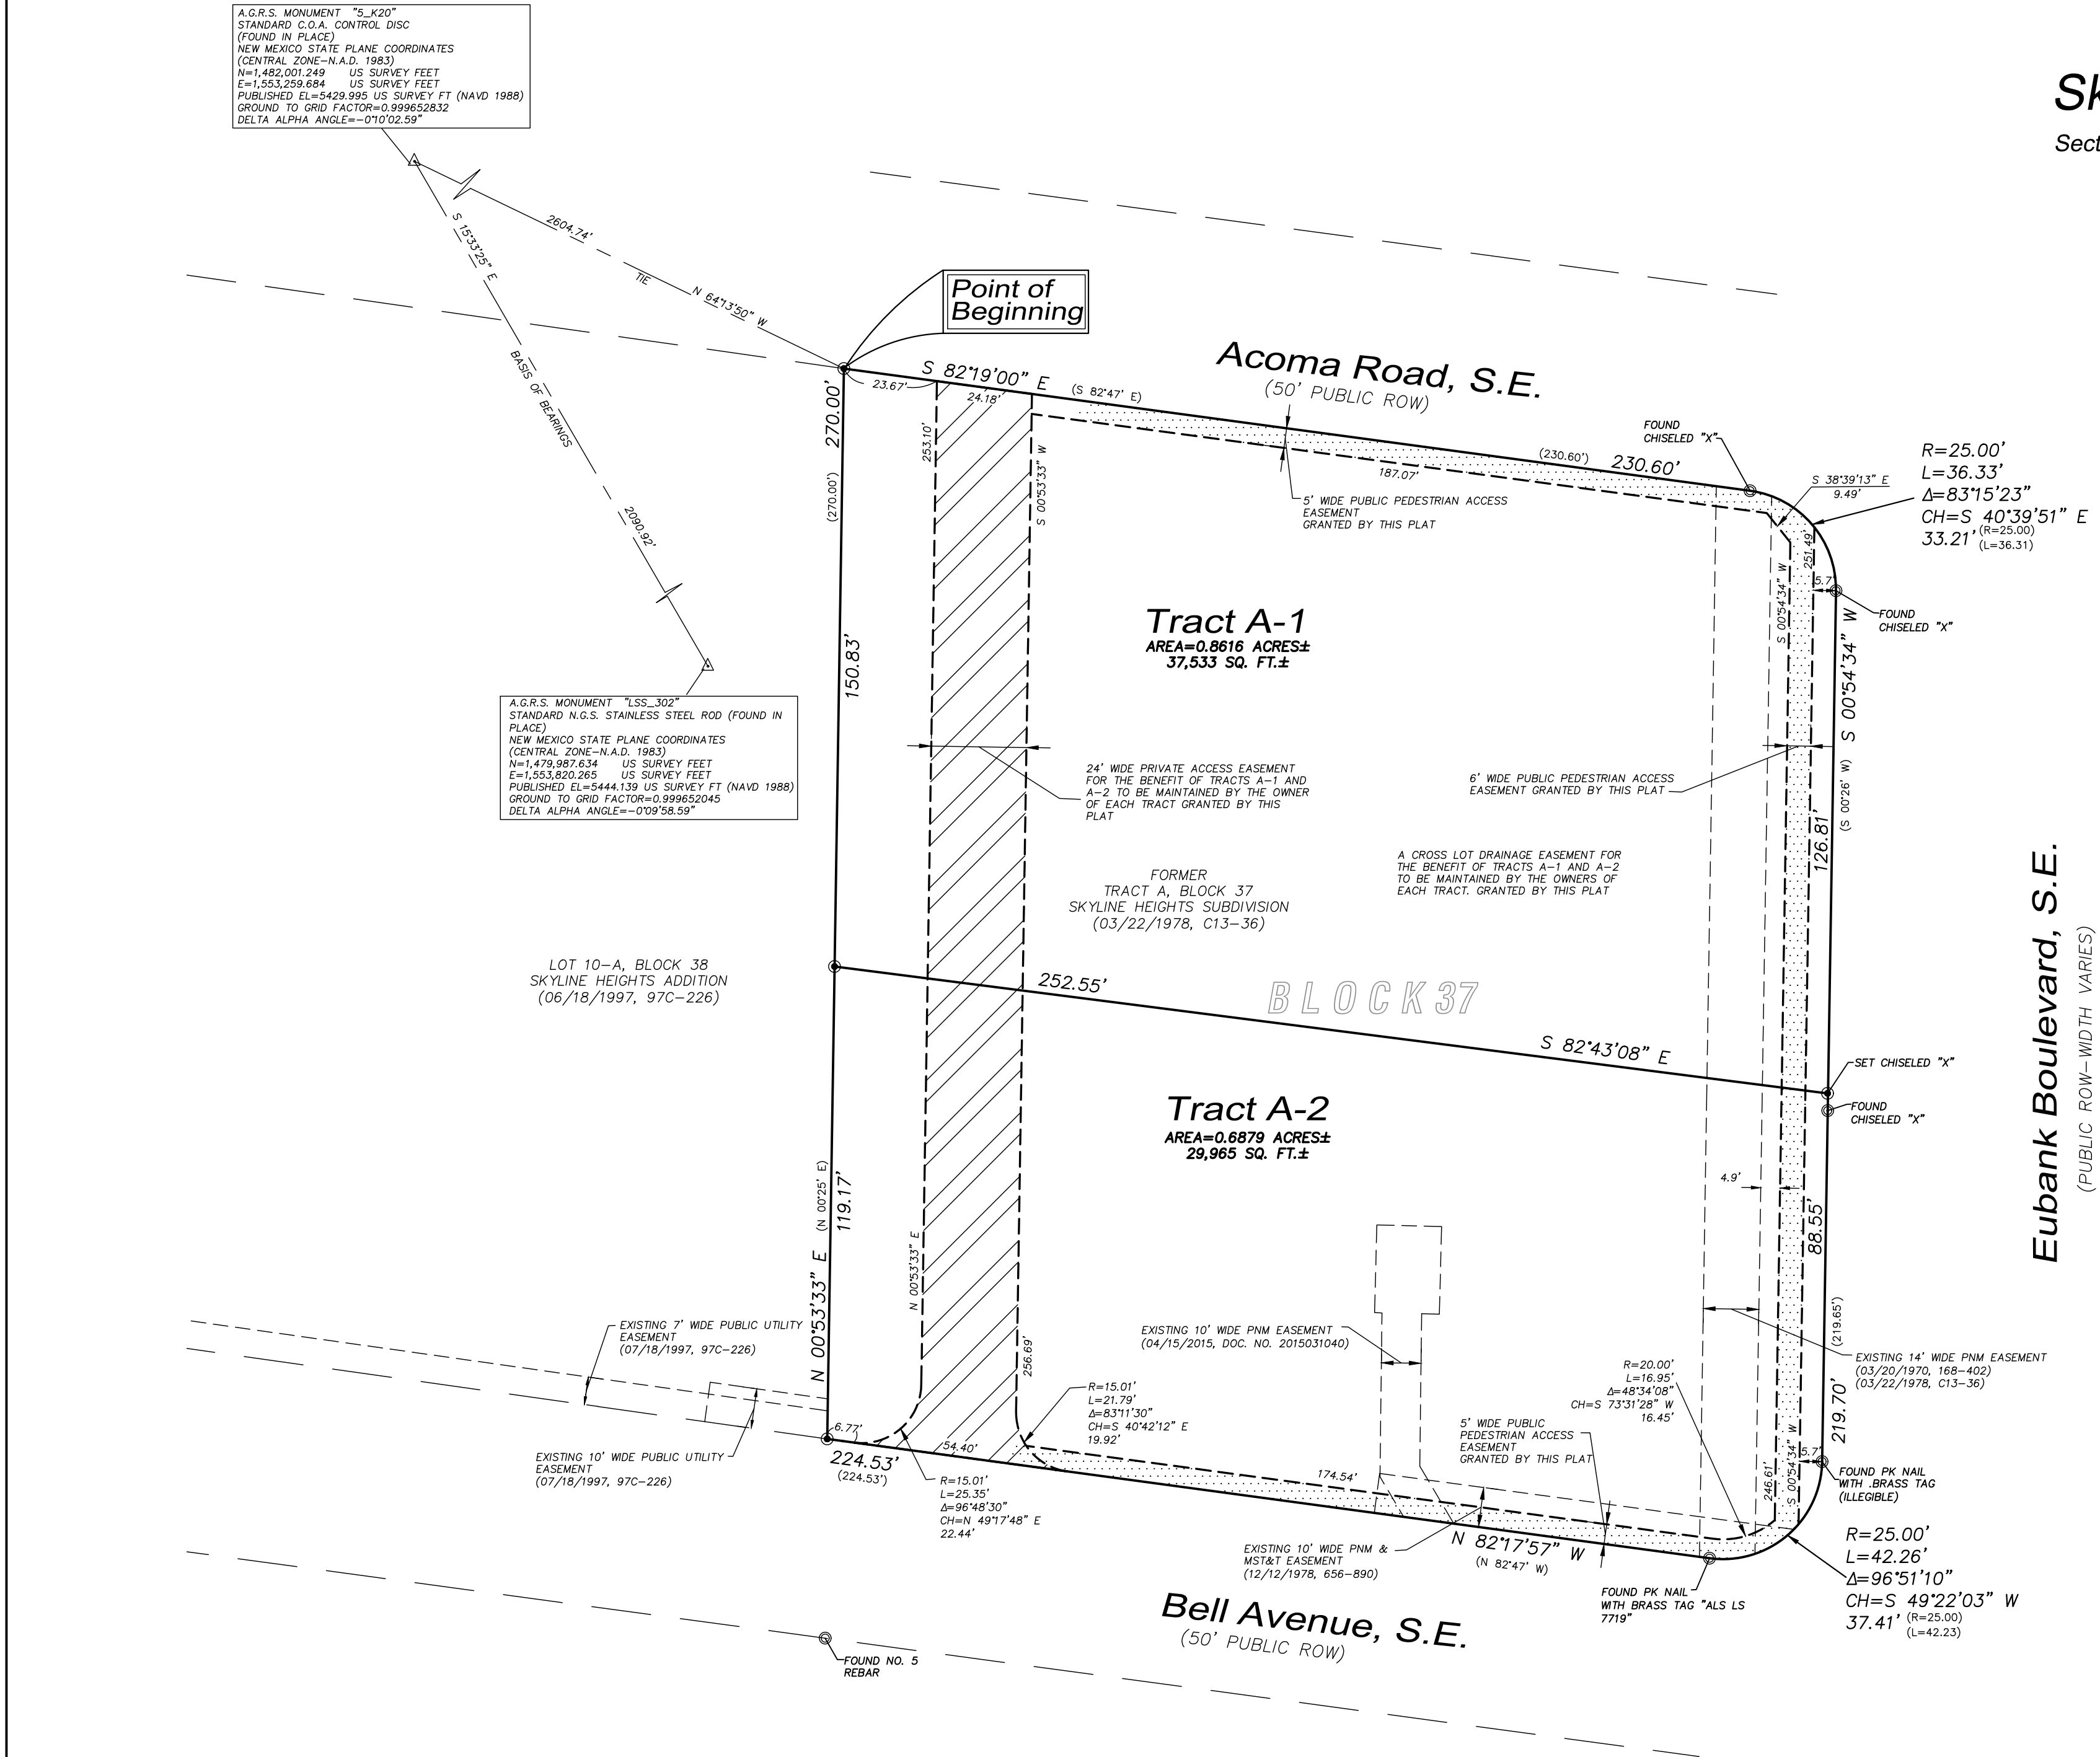 A.G.R.S. MONUMENT "5_K20"
STANDARD C.O.A. CONTROL DISC
(FOUND IN PLACE)
NEW MEXICO STATE PLANE COORDINATES
(CENTRAL ZONE-N.A.D. 1983)
N=1,482,001.249 US SURVEY FEET
E=1,553,259.684 US SURVEY FEET
PUBLISHED EL=5429.995 US SURVEY FT (NAVD 1988)
GROUND TO GRID FACTOR=0.999652832
DELTA ALPHA ANGLE=-0°10'02.59"
Sect
S 15°33'25" E
BASIS OF BEARINGS
2090.92'
2604.74'
TIE
N 64°13'50" W
Point of
Beginning
Acoma Road, S.E.
(50' PUBLIC ROW)
S 82°19'00" E
(S 82°47' E)
23.67'
24.18'
(230.60')
230.60'
187.07'
FOUND
CHISELED "X"
S 38°39'13" E
9.49'
R=25.00'
L=36.33'
Δ=83°15'23"
CH=S 40°39'51" E
33.21' (R=25.00)
(L=36.31)
5' WIDE PUBLIC PEDESTRIAN ACCESS
EASEMENT
GRANTED BY THIS PLAT
270.00'
(270.00')
253.10'
S 00°53'33" W
251.49'
S 00°54'34" W
5.7'
FOUND
CHISELED "X"
Tract A-1
AREA=0.8616 ACRES±
37,533 SQ. FT.±
150.83'
S 00°54'34" W
(S 00°26' W)
126.81'
A.G.R.S. MONUMENT "LSS_302"
STANDARD N.G.S. STAINLESS STEEL ROD (FOUND IN
PLACE)
NEW MEXICO STATE PLANE COORDINATES
(CENTRAL ZONE-N.A.D. 1983)
N=1,479,987.634 US SURVEY FEET
E=1,553,820.265 US SURVEY FEET
PUBLISHED EL=5444.139 US SURVEY FT (NAVD 1988)
GROUND TO GRID FACTOR=0.999652045
DELTA ALPHA ANGLE=-0°09'58.59"
24' WIDE PRIVATE ACCESS EASEMENT
FOR THE BENEFIT OF TRACTS A-1 AND
A-2 TO BE MAINTAINED BY THE OWNER
OF EACH TRACT GRANTED BY THIS
PLAT
6' WIDE PUBLIC PEDESTRIAN ACCESS
EASEMENT GRANTED BY THIS PLAT
A CROSS LOT DRAINAGE EASEMENT FOR
THE BENEFIT OF TRACTS A-1 AND A-2
TO BE MAINTAINED BY THE OWNERS OF
EACH TRACT. GRANTED BY THIS PLAT
FORMER
TRACT A, BLOCK 37
SKYLINE HEIGHTS SUBDIVISION
(03/22/1978, C13-36)
LOT 10-A, BLOCK 38
SKYLINE HEIGHTS ADDITION
(06/18/1997, 97C-226)
Eubank Boulevard, S.E.
(PUBLIC ROW-WIDTH VARIES)
252.55'
BLOCK 37
S 82°43'08" E
SET CHISELED "X"
FOUND
CHISELED "X"
Tract A-2
AREA=0.6879 ACRES±
29,965 SQ. FT.±
4.9'
88.55'
(219.65')
219.70'
N 00°53'33" E
(N 00°25' E)
119.17'
N 00°53'33" E
256.69'
EXISTING 7' WIDE PUBLIC UTILITY
EASEMENT
(07/18/1997, 97C-226)
EXISTING 10' WIDE PNM EASEMENT
(04/15/2015, DOC. NO. 2015031040)
EXISTING 14' WIDE PNM EASEMENT
(03/20/1970, 168-402)
(03/22/1978, C13-36)
R=20.00'
L=16.95'
Δ=48°34'08"
CH=S 73°31'28" W
16.45'
R=15.01'
L=21.79'
Δ=83°11'30"
CH=S 40°42'12" E
19.92'
5' WIDE PUBLIC
PEDESTRIAN ACCESS
EASEMENT
GRANTED BY THIS PLAT
246.61'
S 00°54'34" W
5.7'
FOUND PK NAIL
WITH .BRASS TAG
(ILLEGIBLE)
EXISTING 10' WIDE PUBLIC UTILITY
EASEMENT
(07/18/1997, 97C-226)
6.77'
54.40'
224.53'
(224.53')
R=15.01'
L=25.35'
Δ=96°48'30"
CH=N 49°17'48" E
22.44'
174.54'
EXISTING 10' WIDE PNM &
MST&T EASEMENT
(12/12/1978, 656-890)
N 82°17'57" W
(N 82°47' W)
R=25.00'
L=42.26'
Δ=96°51'10"
CH=S 49°22'03" W
37.41' (R=25.00)
(L=42.23)
FOUND PK NAIL
WITH BRASS TAG "ALS LS
7719"
Bell Avenue, S.E.
(50' PUBLIC ROW)
FOUND NO. 5
REBAR